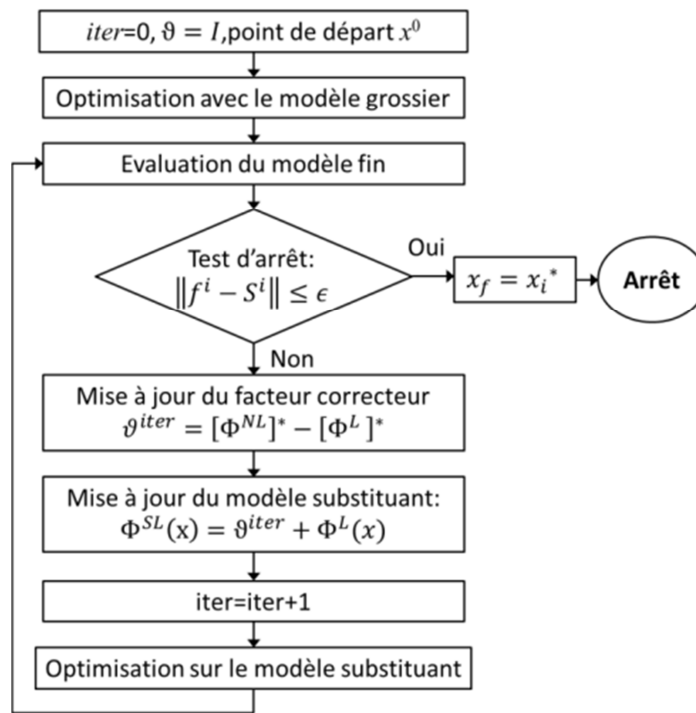 iter=0, ϑ = I,point de départ x⁰
Optimisation avec le modèle grossier
Evaluation du modèle fin
Test d’arrêt:
‖fⁱ − Sⁱ‖ ≤ ϵ
Oui
x_f = x_i*
Arrêt
Non
Mise à jour du facteur correcteur
ϑ^{iter} = [Φ^{NL}]* − [Φ^{L} ]*
Mise à jour du modèle substituant:
Φ^{SL}(x) = ϑ^{iter} + Φ^{L}(x)
iter=iter+1
Optimisation sur le modèle substituant